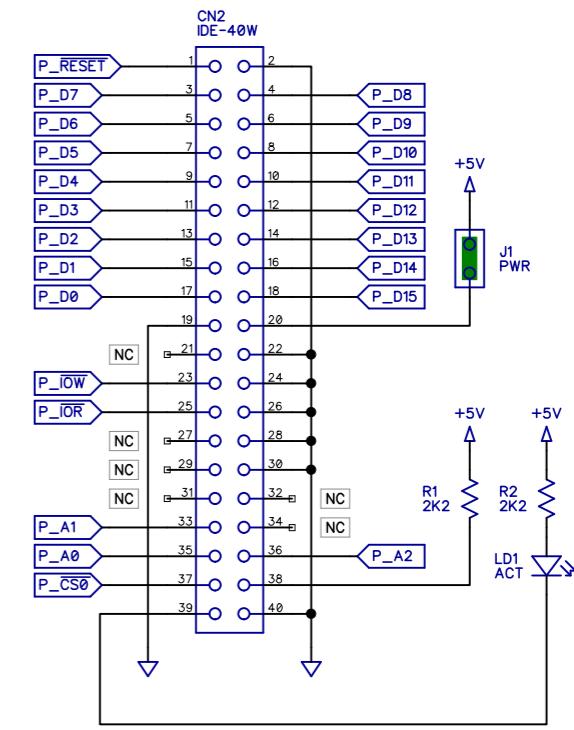 CN2
IDE-40W
P_RESET 1 2
P_D7 3 4 P_D8
P_D6 5 6 P_D9
P_D5 7 8 P_D10
P_D4 9 10 P_D11
+5V
P_D3 11 12 P_D12
P_D2 13 14 P_D13
J1
PWR
P_D1 15 16 P_D14
P_D0 17 18 P_D15
19 20
NC 21 22
P_IOW 23 24
P_IOR 25 26
+5V +5V
NC 27 28
NC 29 30
NC 31 32 NC
R1
2K2
R2
2K2
P_A1 33 34 NC
P_A0 35 36 P_A2
LD1
ACT
P_CS0 37 38
39 40